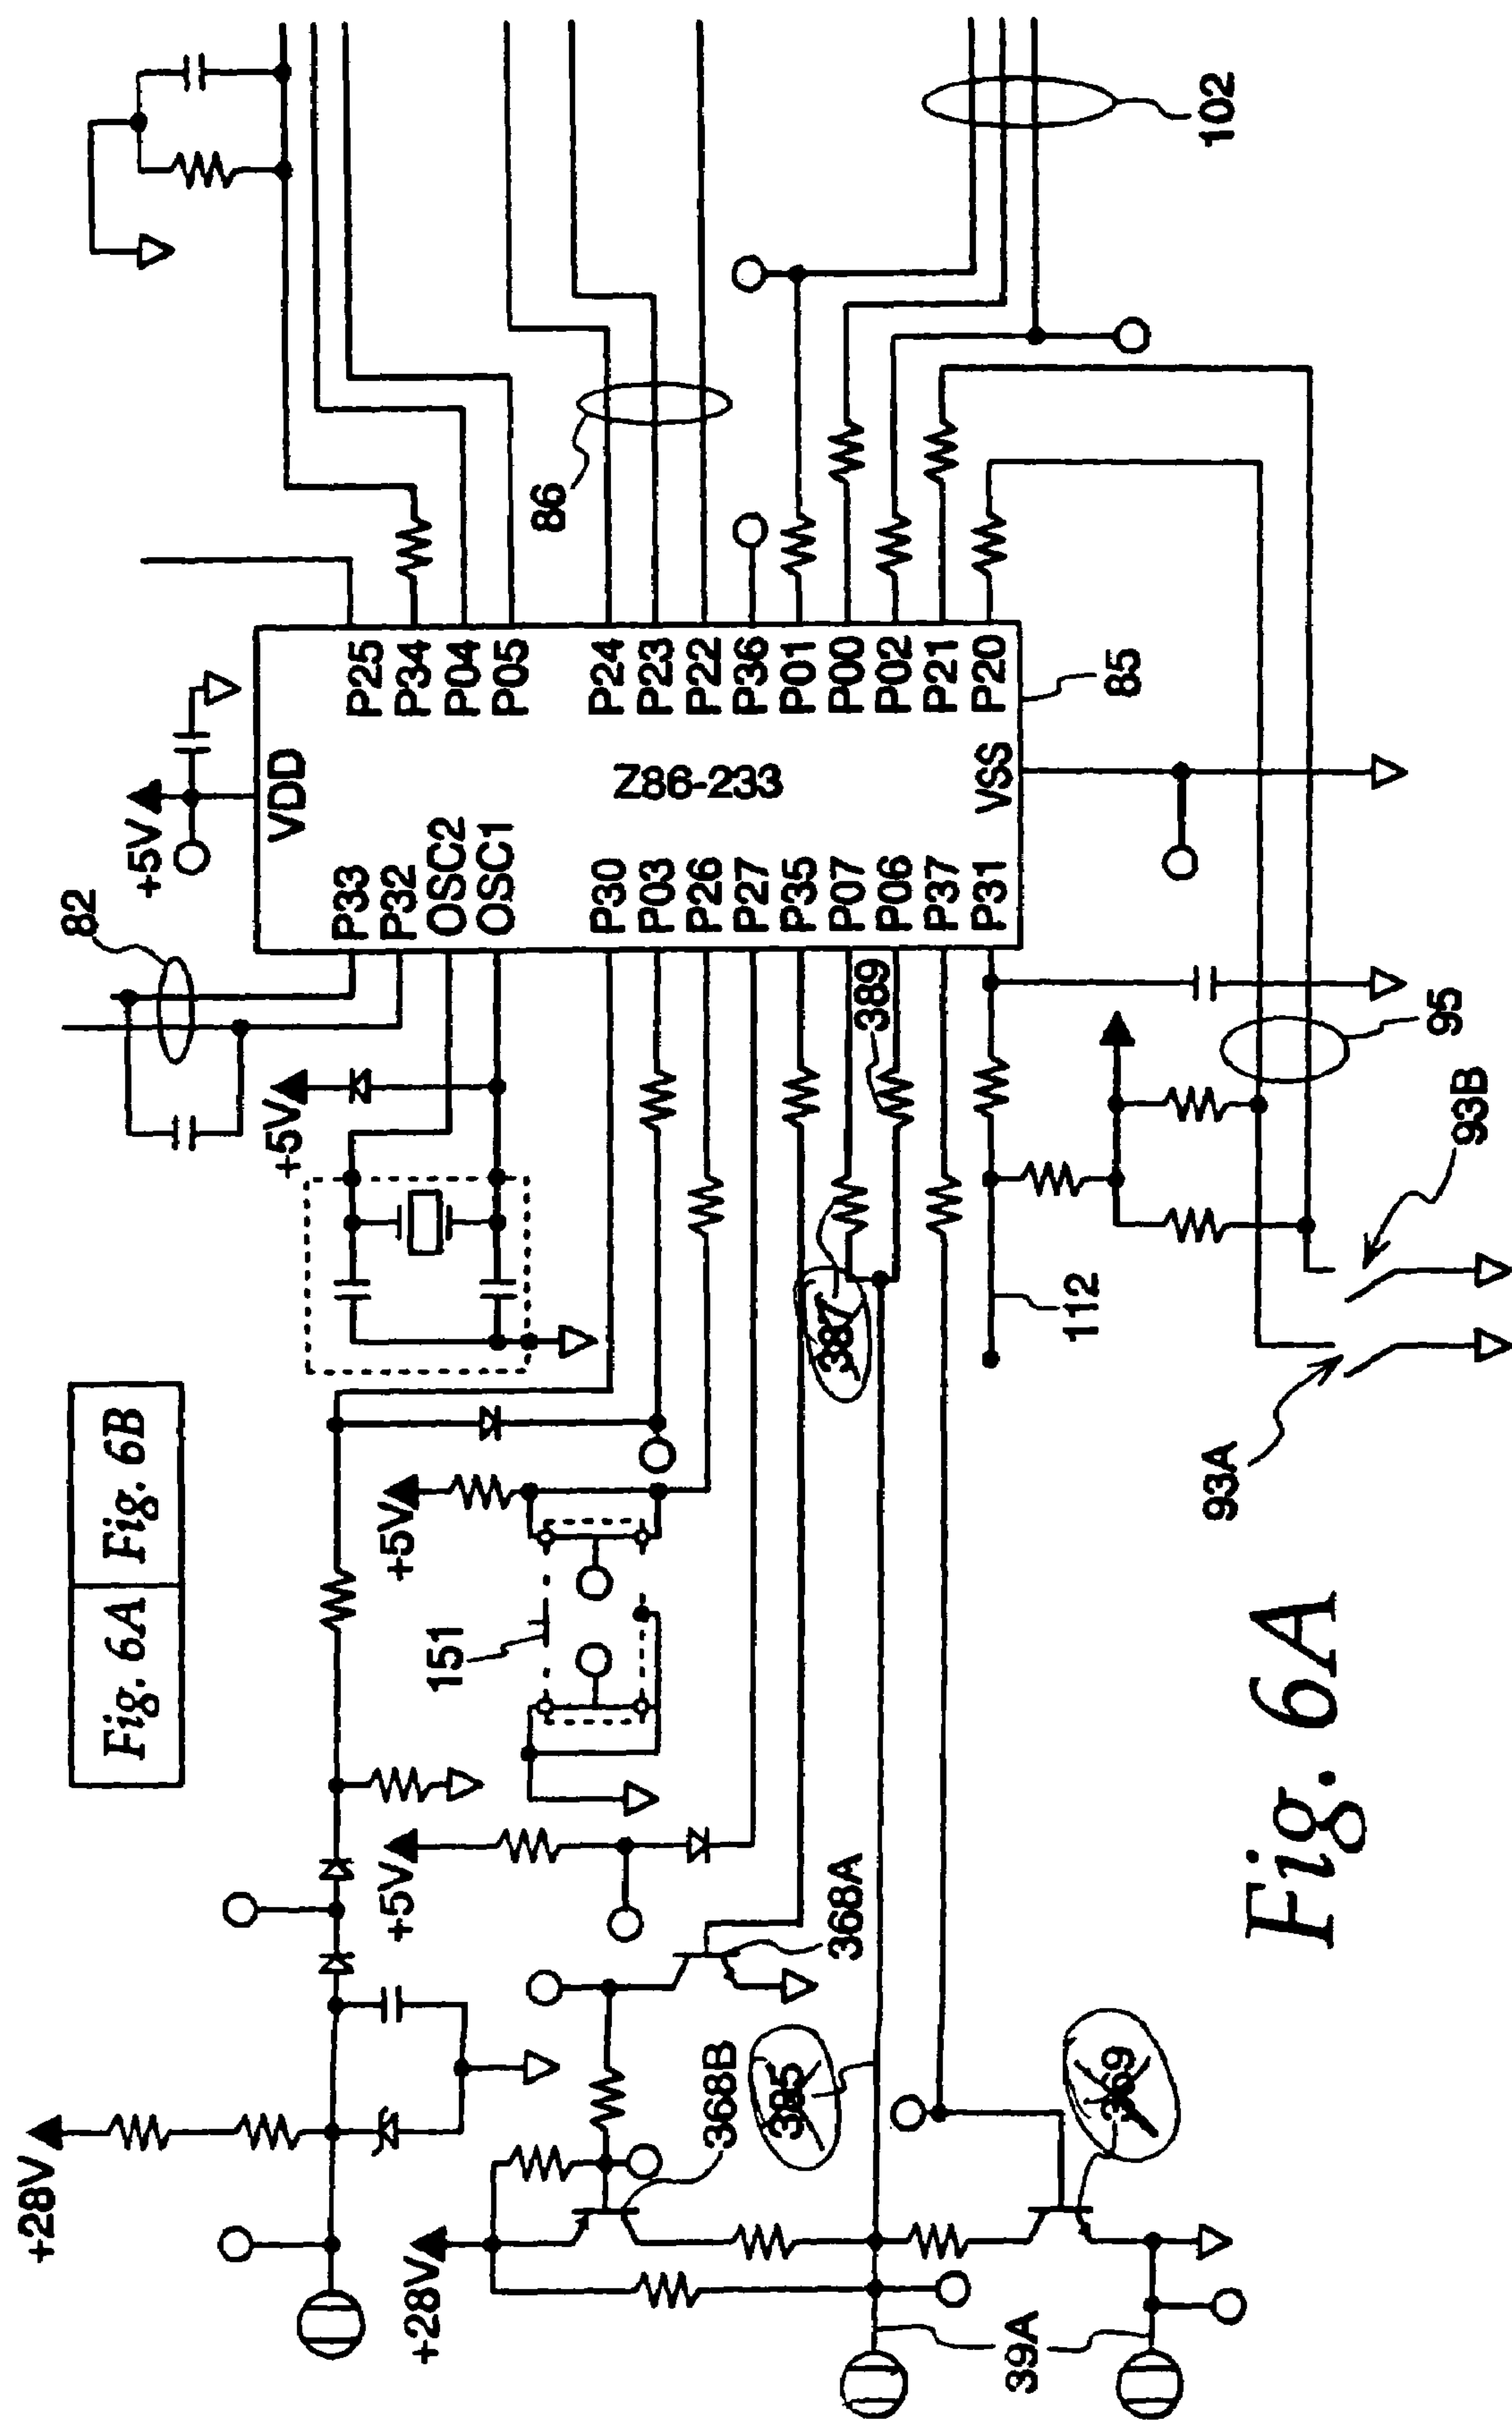 Fig. 6A
Fig. 6B
+28V
+5V
82
+5V
+5V
+5V
+28V
151
368B
368A
385
387
389
369
39A
112
93A
93B
95
P33
P32
OSC2
OSC1
P30
P03
P26
P27
P35
P07
P06
P37
P31
VDD
Z86-233
VSS
P25
P34
P04
P05
P24
P23
P22
P36
P01
P00
P02
P21
P20
85
86
102
Fig. 6A